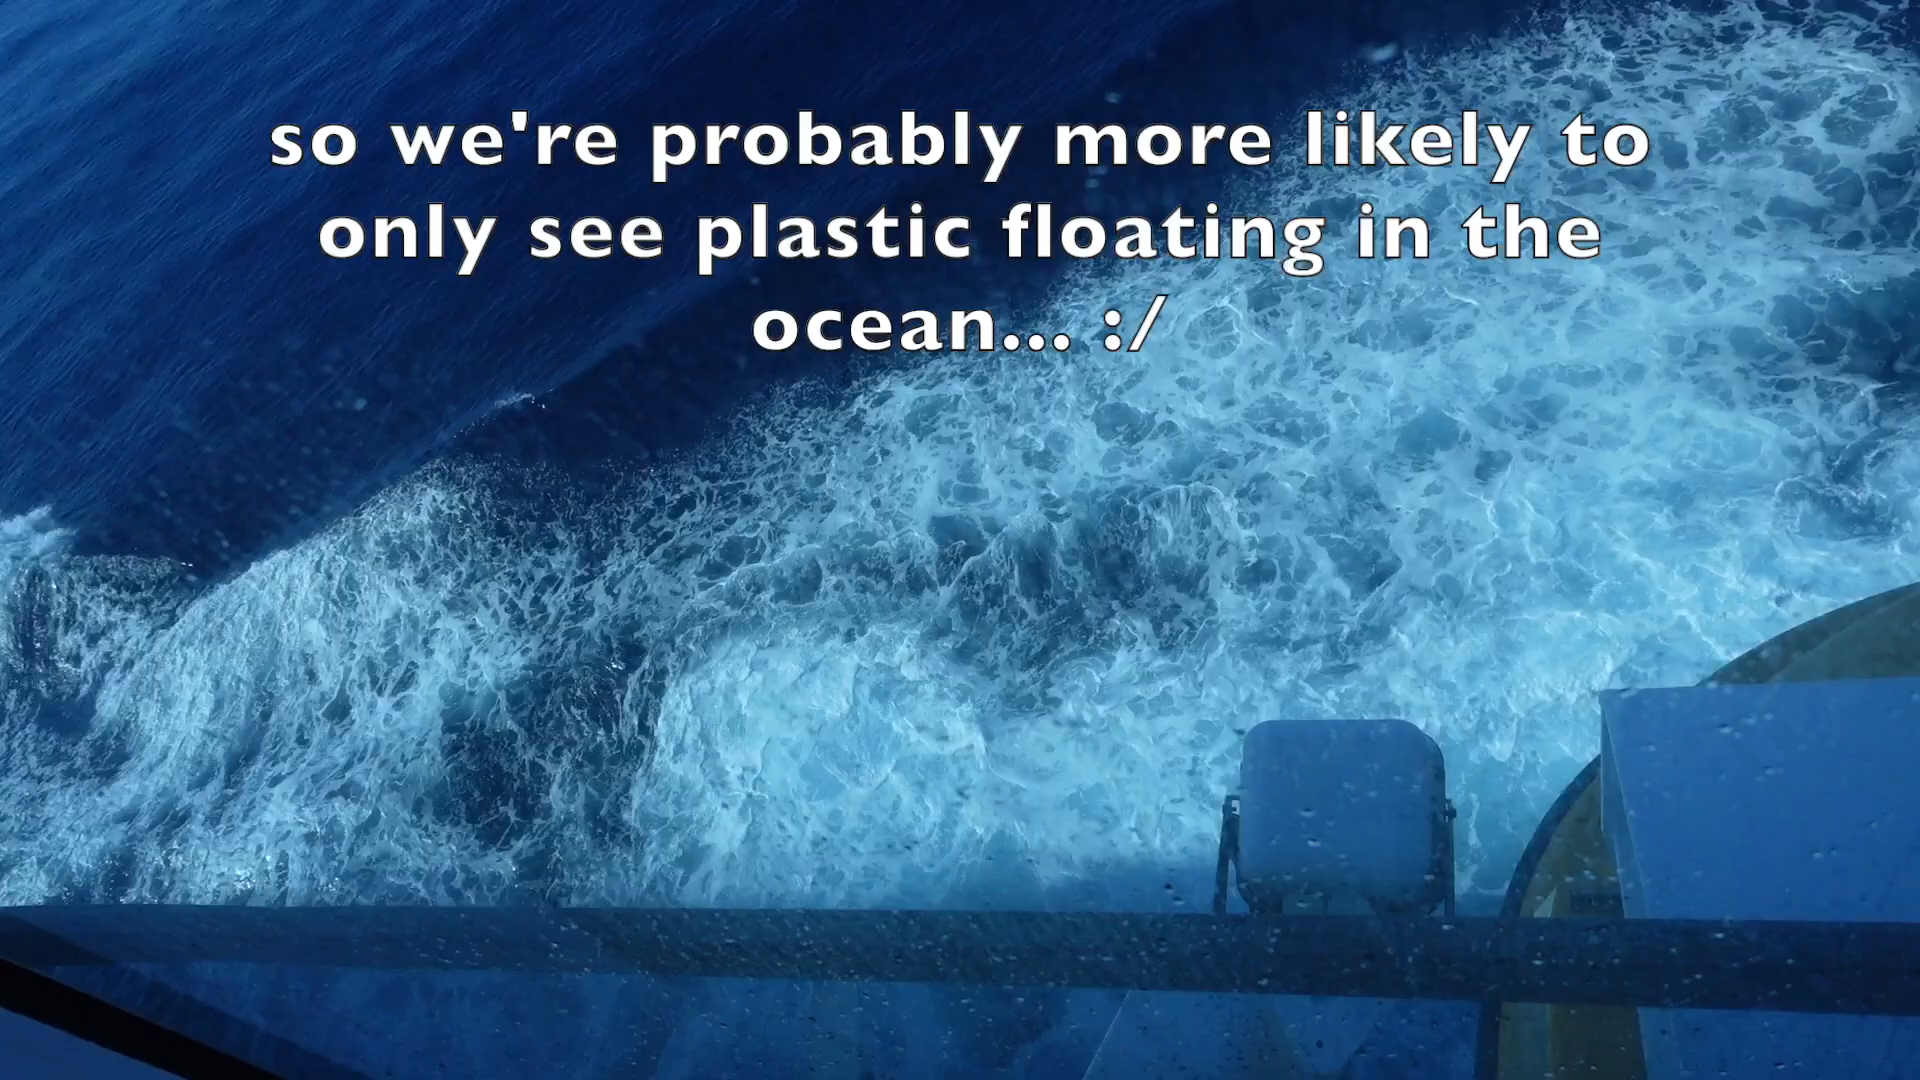 so we're probably more likely to
only see plastic floating in the
ocean... :/